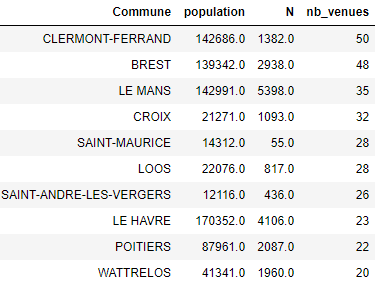 Commune population N nb_venues
CLERMONT-FERRAND 142686.0 1382.0 50
BREST 139342.0 2938.0 48
LE MANS 142991.0 5398.0 35
CROIX 21271.0 1093.0 32
SAINT-MAURICE 14312.0 55.0 28
LOOS 22076.0 817.0 28
SAINT-ANDRE-LES-VERGERS 12116.0 436.0 26
LE HAVRE 170352.0 4106.0 23
POITIERS 87961.0 2087.0 22
WATTRELOS 41341.0 1960.0 20